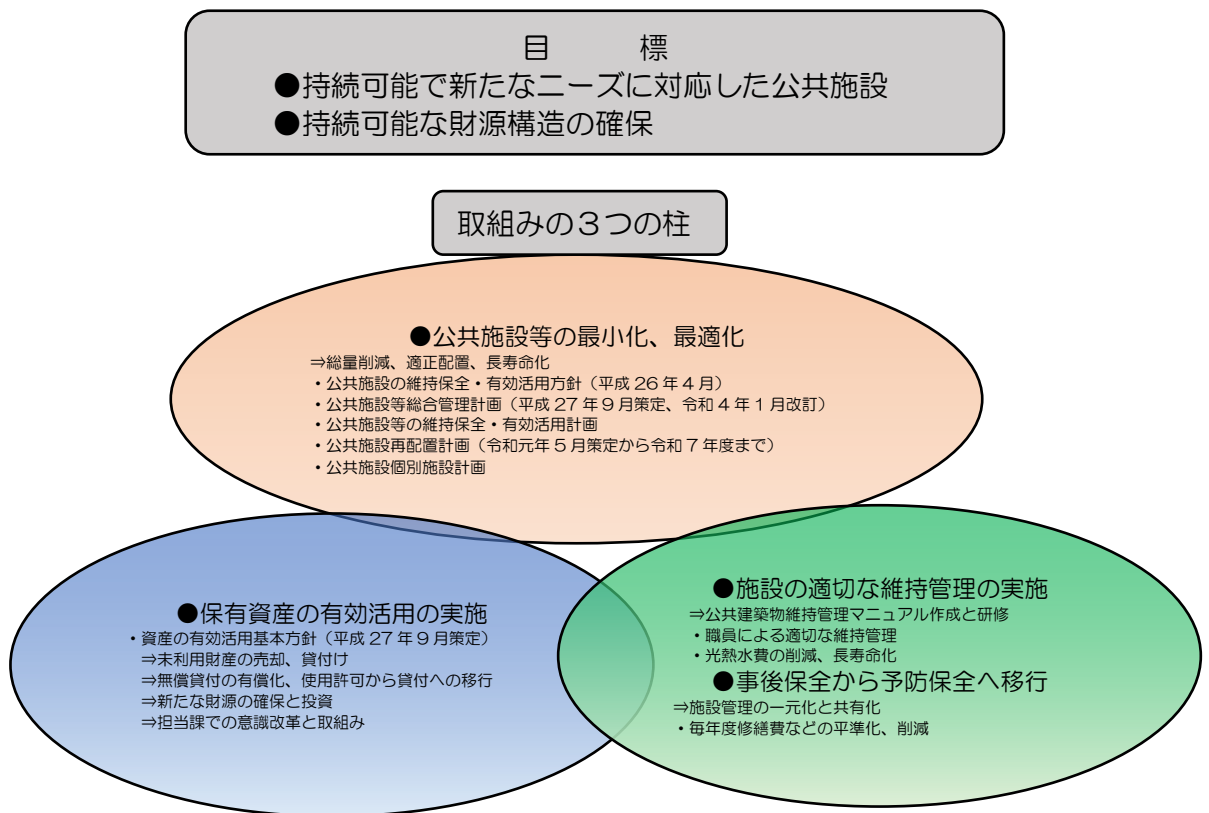 目　　標
●持続可能で新たなニーズに対応した公共施設
●持続可能な財源構造の確保
取組みの３つの柱
●公共施設等の最小化、最適化
⇒総量削減、適正配置、長寿命化
・公共施設の維持保全・有効活用方針（平成 26 年 4 月）
・公共施設等総合管理計画（平成 27 年 9 月策定、令和 4 年 1 月改訂）
・公共施設等の維持保全・有効活用計画
・公共施設再配置計画（令和元年 5 月策定から令和 7 年度まで）
・公共施設個別施設計画
●保有資産の有効活用の実施
・資産の有効活用基本方針（平成 27 年 9 月策定）
⇒未利用財産の売却、貸付け
⇒無償貸付の有償化、使用許可から貸付への移行
⇒新たな財源の確保と投資
⇒担当課での意識改革と取組み
●施設の適切な維持管理の実施
⇒公共建築物維持管理マニュアル作成と研修
・職員による適切な維持管理
・光熱水費の削減、長寿命化
●事後保全から予防保全へ移行
⇒施設管理の一元化と共有化
・毎年度修繕費などの平準化、削減